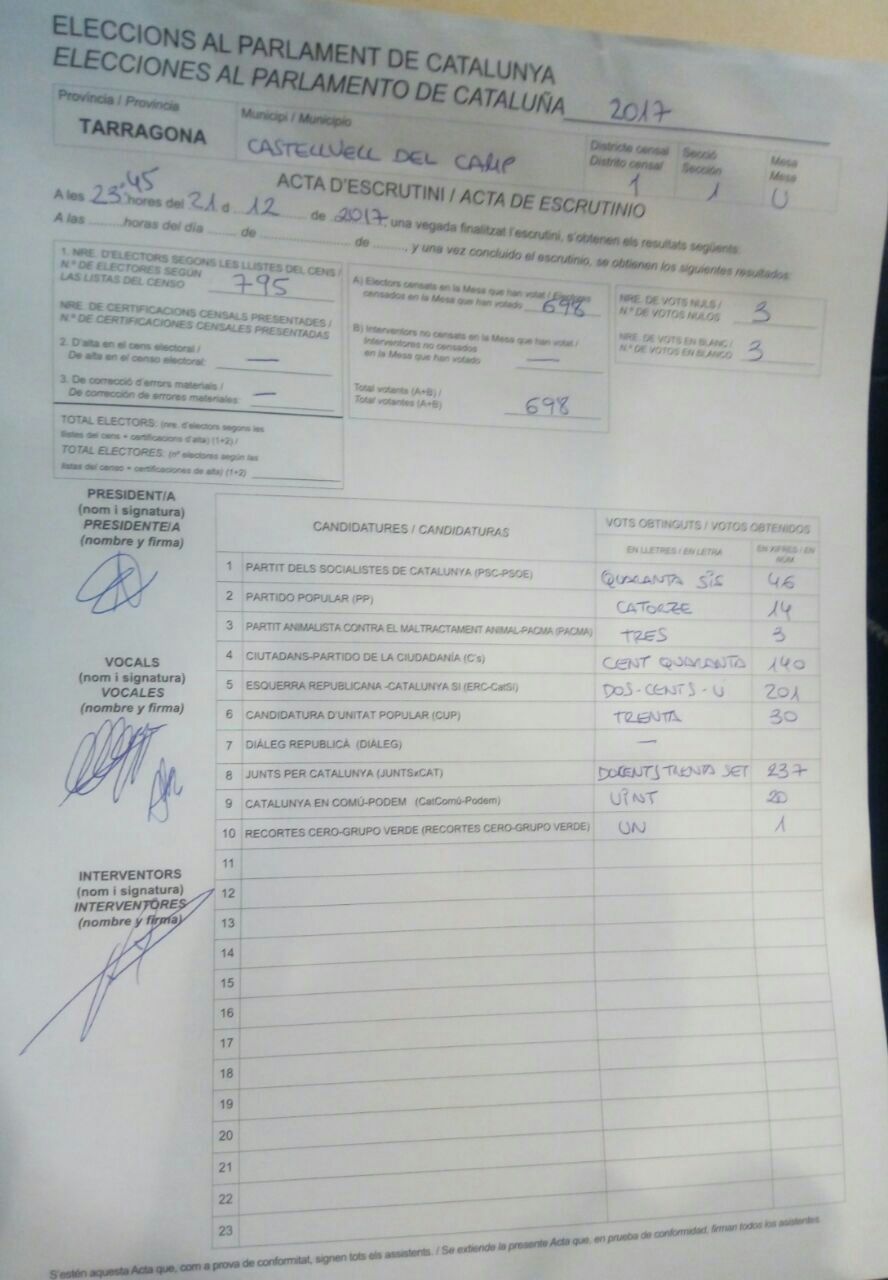 ELECCIONS AL PARLAMENT DE CATALUNYA
ELECCIONES AL PARLAMENTO DE CATALUÑA 2017
Província / Provincia
TARRAGONA
Municipi / Municipio
CASTELLVELL DEL CAMP
Districte censal
Distrito censal
1
Secció
Sección
1
Mesa
Mesa
U
ACTA D'ESCRUTINI / ACTA DE ESCRUTINIO
A les 23:45 hores del 21 d 12 de 2017, una vegada finalitzat l'escrutini, s'obtenen els resultats següents:
A las ..........horas del día ........ de .............................. de ........, y una vez concluido el escrutinio, se obtienen los siguientes resultados:
1. NRE. D'ELECTORS SEGONS LES LLISTES DEL CENS /
N.º DE ELECTORES SEGÚN
LAS LISTAS DEL CENSO 795
NRE. DE CERTIFICACIONS CENSALS PRESENTADES /
N.º DE CERTIFICACIONES CENSALES PRESENTADAS
2. D'alta en el cens electoral /
De alta en el censo electoral: —
3. De correcció d'errors materials /
De corrección de errores materiales: —
TOTAL ELECTORS: (nre. d'electors segons les
llistes del cens + certificacions d'alta) (1+2) /
TOTAL ELECTORES: (nº electores según las
listas del censo + certificaciones de alta) (1+2)
A) Electors censats en la Mesa que han votat / Electores
censados en la Mesa que han votado 698
B) Interventors no censats en la Mesa que han votat /
Interventores no censados
en la Mesa que han votado —
Total votants (A+B) /
Total votantes (A+B) 698
NRE. DE VOTS NULS /
N.º DE VOTOS NULOS 3
NRE. DE VOTS EN BLANC /
N.º DE VOTOS EN BLANCO 3
PRESIDENT/A
(nom i signatura)
PRESIDENTE/A
(nombre y firma)
VOCALS
(nom i signatura)
VOCALES
(nombre y firma)
INTERVENTORS
(nom i signatura)
INTERVENTORES
(nombre y firma)
CANDIDATURES / CANDIDATURAS
VOTS OBTINGUTS / VOTOS OBTENIDOS
EN LLETRES / EN LETRA
EN XIFRES / EN NÚM.
1 PARTIT DELS SOCIALISTES DE CATALUNYA (PSC-PSOE) QUARANTA SIS 46
2 PARTIDO POPULAR (PP) CATORZE 14
3 PARTIT ANIMALISTA CONTRA EL MALTRACTAMENT ANIMAL-PACMA (PACMA) TRES 3
4 CIUTADANS-PARTIDO DE LA CIUDADANÍA (C's) CENT QUARANTA 140
5 ESQUERRA REPUBLICANA -CATALUNYA SI (ERC-CatSí) DOS-CENTS-U 201
6 CANDIDATURA D'UNITAT POPULAR (CUP) TRENTA 30
7 DIÀLEG REPUBLICÀ (DIÀLEG) —
8 JUNTS PER CATALUNYA (JUNTSxCAT) DOCENTS TRENTA SET 237
9 CATALUNYA EN COMÚ-PODEM (CatComú-Podem) VINT 20
10 RECORTES CERO-GRUPO VERDE (RECORTES CERO-GRUPO VERDE) UN 1
11
12
13
14
15
16
17
18
19
20
21
22
23
S'estén aquesta Acta que, com a prova de conformitat, signen tots els assistents. / Se extiende la presente Acta que, en prueba de conformidad, firman todos los asistentes.